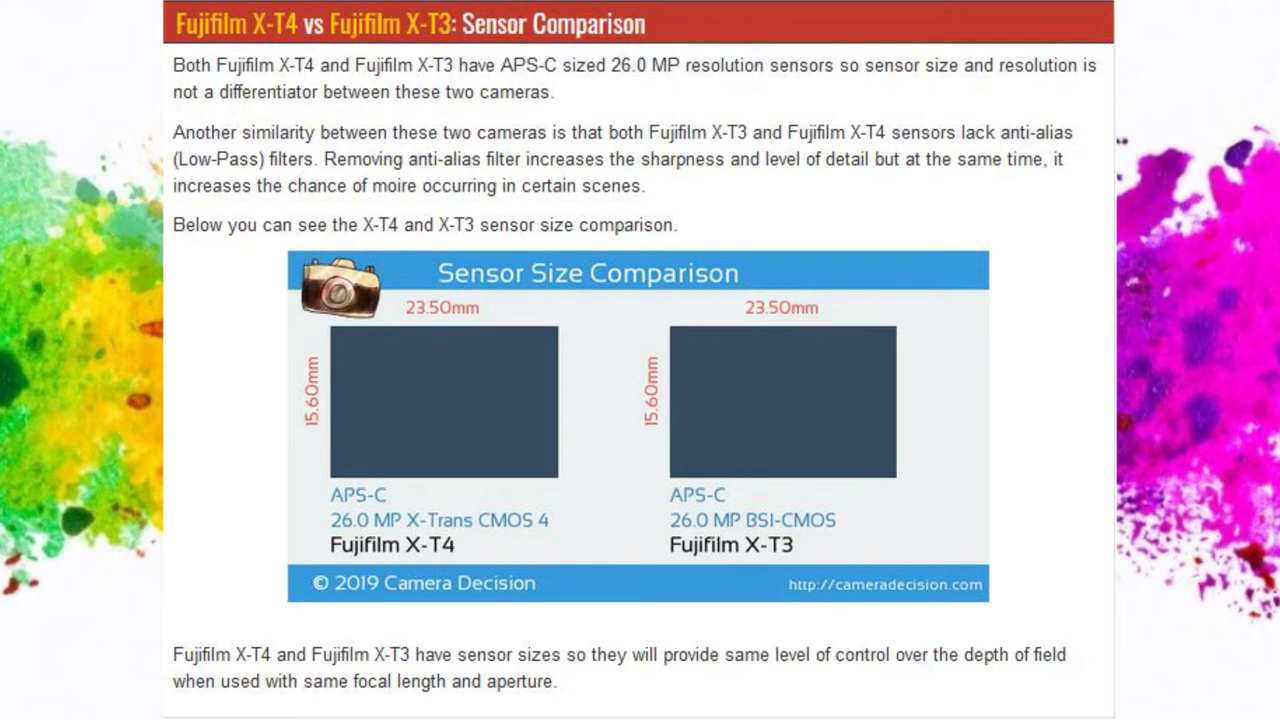 Fujifilm X-T4 vs Fujifilm X-T3: Sensor Comparison
Both Fujifilm X-T4 and Fujifilm X-T3 have APS-C sized 26.0 MP resolution sensors so sensor size and resolution is
not a differentiator between these two cameras.
Another similarity between these two cameras is that both Fujifilm X-T3 and Fujifilm X-T4 sensors lack anti-alias
(Low-Pass) filters. Removing anti-alias filter increases the sharpness and level of detail but at the same time, it
increases the chance of moire occurring in certain scenes.
Below you can see the X-T4 and X-T3 sensor size comparison.
Sensor Size Comparison
23.50mm 23.50mm
15.60mm 15.60mm
APS-C APS-C
26.0 MP X-Trans CMOS 4 26.0 MP BSI-CMOS
Fujifilm X-T4 Fujifilm X-T3
© 2019 Camera Decision http://cameradecision.com
Fujifilm X-T4 and Fujifilm X-T3 have sensor sizes so they will provide same level of control over the depth of field
when used with same focal length and aperture.